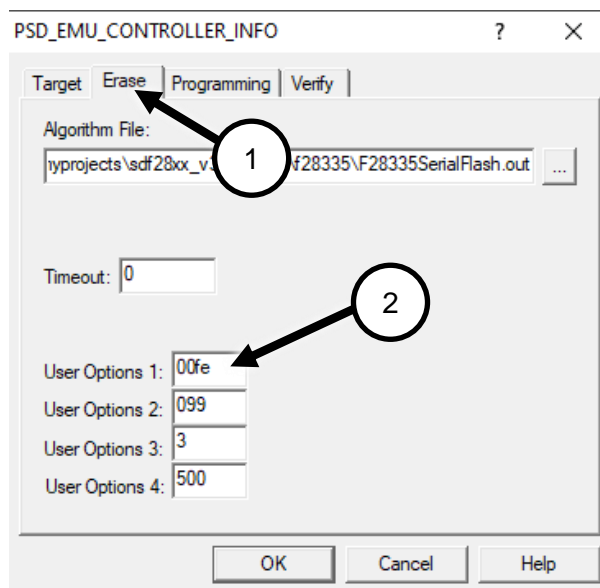 PSD_EMU_CONTROLLER_INFO ? ×
Target Erase Programming Verify
Algorithm File:
1
\f28335\F28335SerialFlash.out ...
Timeout: 0
2
User Options 1: 00fe
User Options 2: 099
User Options 3: 3
User Options 4: 500
OK Cancel Help